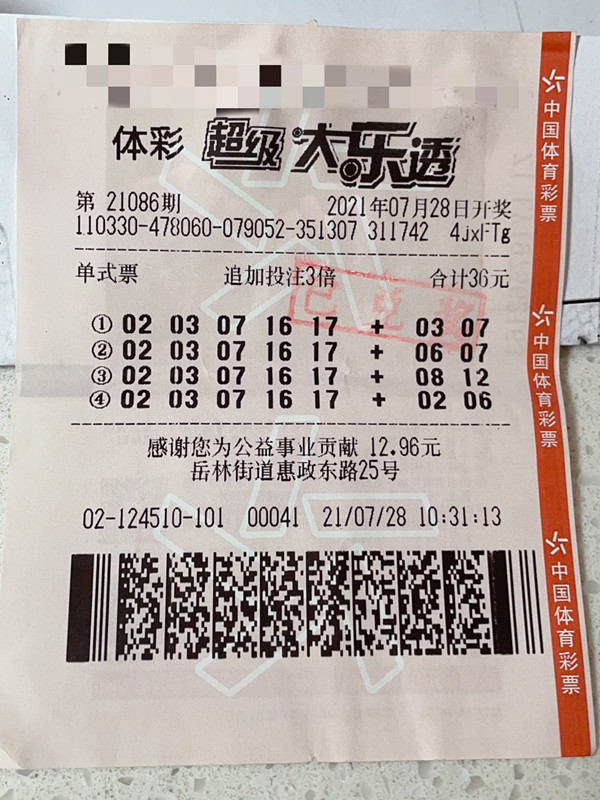 体彩 超级大乐透
第 21086期 2021年07月28日开奖
110330-478060-079052-351307 311742 4JxFTg
单式票 追加投注3倍 合计36元
已兑奖
① 02 03 07 16 17 + 03 07
② 02 03 07 16 17 + 06 07
③ 02 03 07 16 17 + 08 12
④ 02 03 07 16 17 + 02 06
感谢您为公益事业贡献 12.96元
岳林街道惠政东路25号
02-124510-101 00041 21/07/28 10:31:13
中国体育彩票
中国体育彩票
中国体育彩票